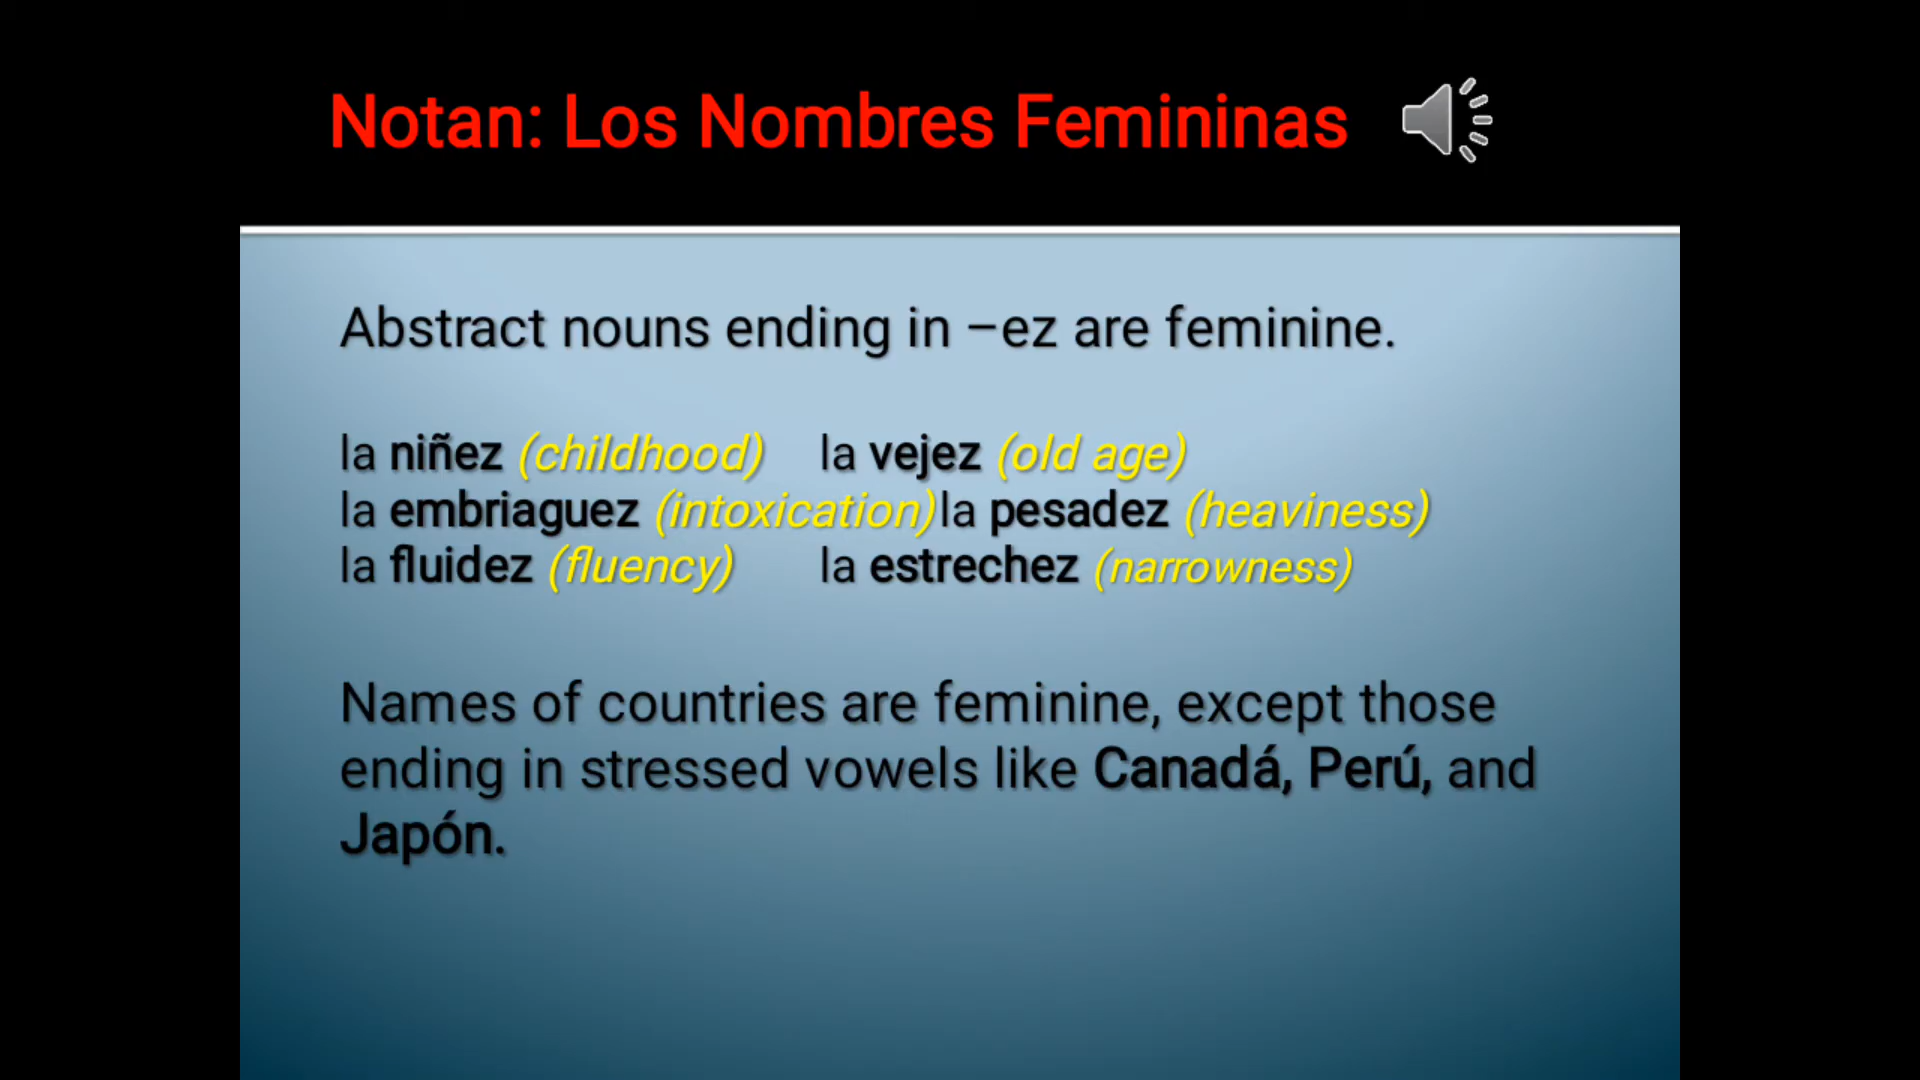 Notan: Los Nombres Femininas
Abstract nouns ending in –ez are feminine.
la niñez (childhood) la vejez (old age)
la embriaguez (intoxication) la pesadez (heaviness)
la fluidez (fluency) la estrechez (narrowness)
Names of countries are feminine, except those
ending in stressed vowels like Canadá, Perú, and
Japón.